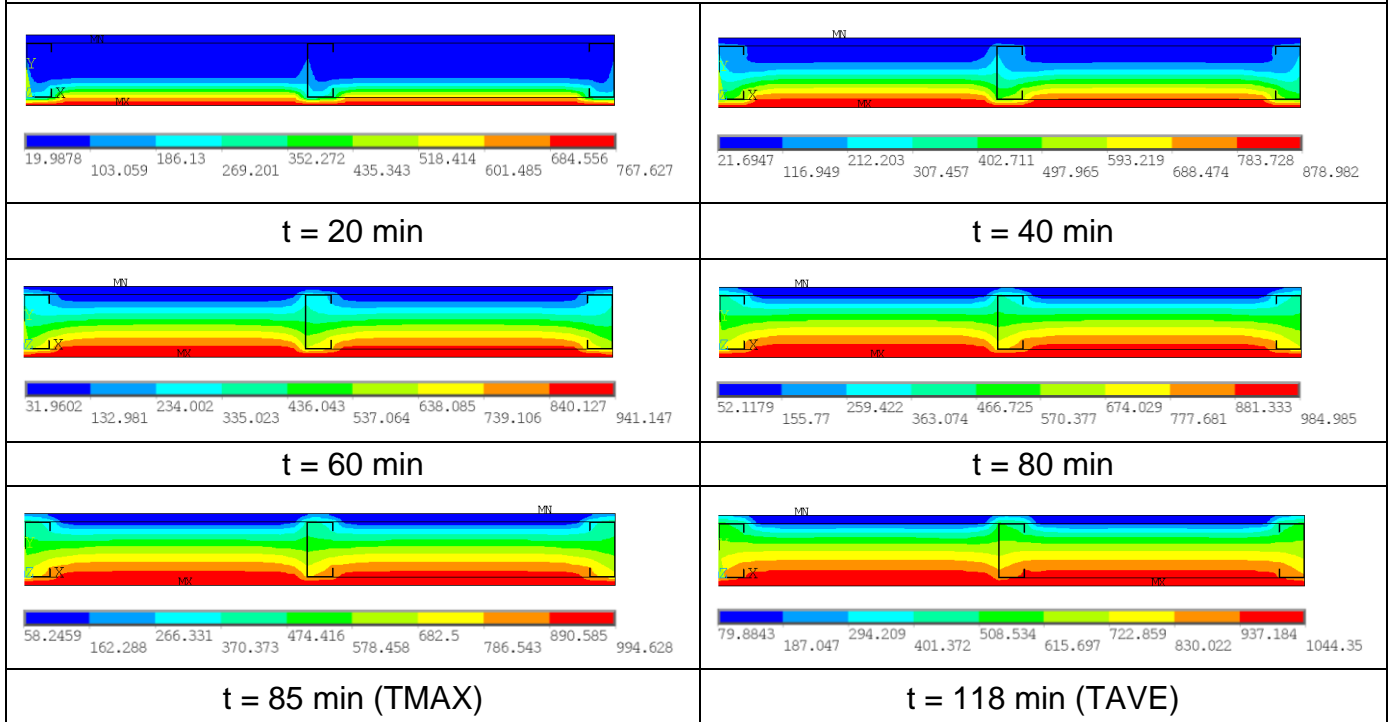 MN
Y
Z X
MX
19.9878 186.13 352.272 518.414 684.556
103.059 269.201 435.343 601.485 767.627
MN
Y
Z X
MX
21.6947 212.203 402.711 593.219 783.728
116.949 307.457 497.965 688.474 878.982
t = 20 min
t = 40 min
MN
Y
Z X
MX
31.9602 234.002 436.043 638.085 840.127
132.981 335.023 537.064 739.106 941.147
MN
Y
Z X
MX
52.1179 259.422 466.725 674.029 881.333
155.77 363.074 570.377 777.681 984.985
t = 60 min
t = 80 min
MN
Y
Z X
MX
58.2459 266.331 474.416 682.5 890.585
162.288 370.373 578.458 786.543 994.628
MN
Y
Z X
MX
79.8843 294.209 508.534 722.859 937.184
187.047 401.372 615.697 830.022 1044.35
t = 85 min (TMAX)
t = 118 min (TAVE)